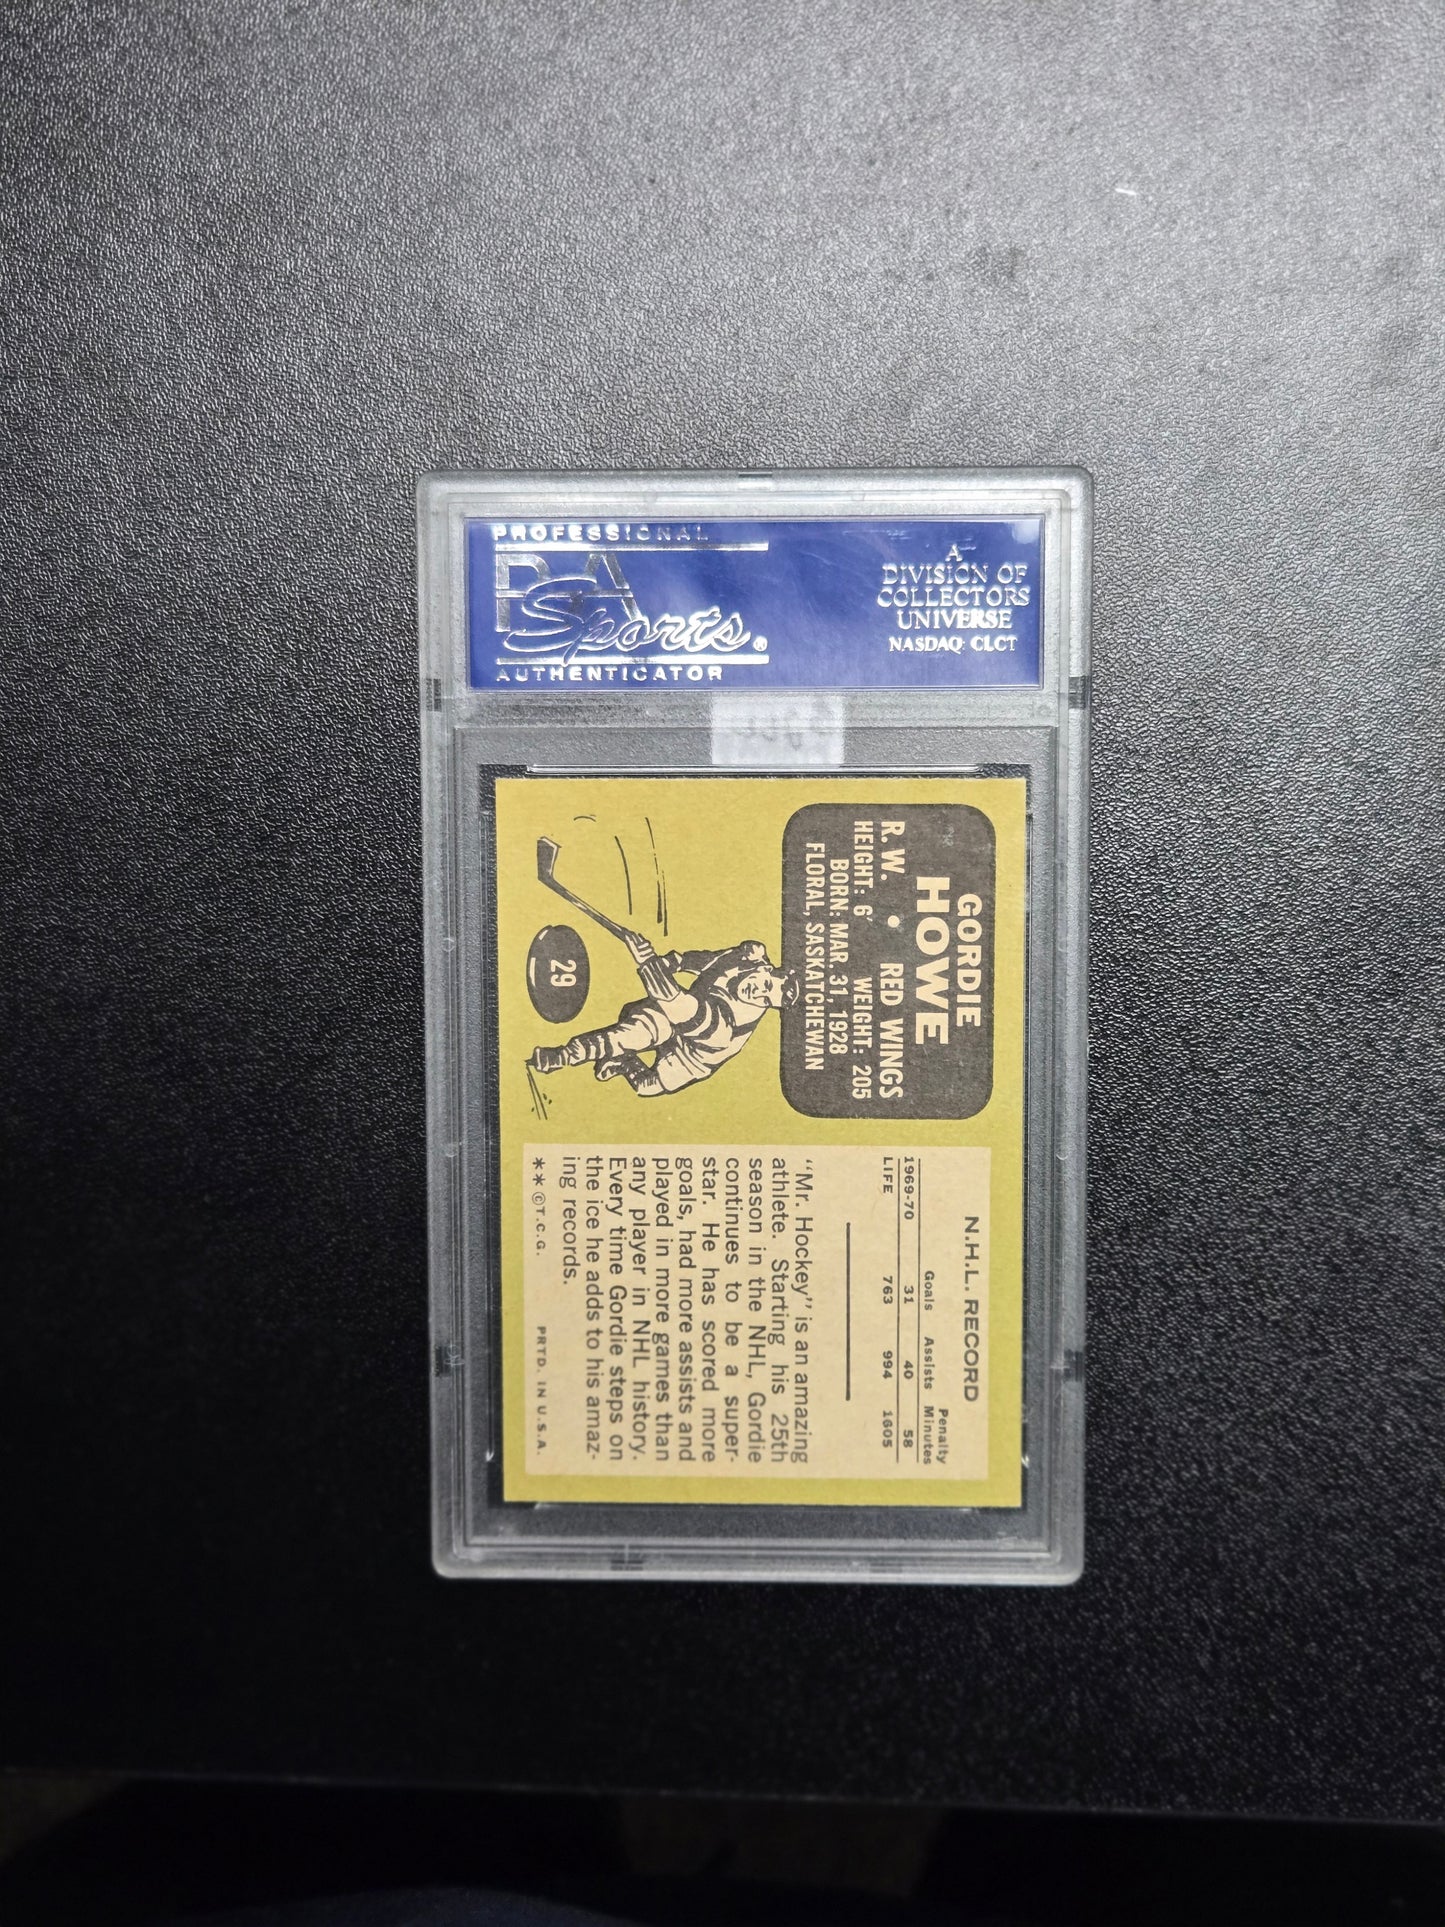 PROFESSIONAL
PSA
Sports®
AUTHENTICATOR
A
DIVISION OF
COLLECTORS
UNIVERSE
NASDAQ: CLCT
GORDIE
HOWE
R.W. • RED WINGS
HEIGHT: 6' WEIGHT: 205
BORN: MAR. 31, 1928
FLORAL, SASKATCHEWAN
29
N.H.L. RECORD
Penalty
Goals Assists Minutes
1969-70 31 40 58
LIFE 763 994 1605
"Mr. Hockey" is an amazing
athlete. Starting his 25th
season in the NHL, Gordie
continues to be a super-
star. He has scored more
goals, had more assists and
played in more games than
any player in NHL history.
Every time Gordie steps on
the ice he adds to his amaz-
ing records.
** © T.C.G. PRTD. IN U.S.A.